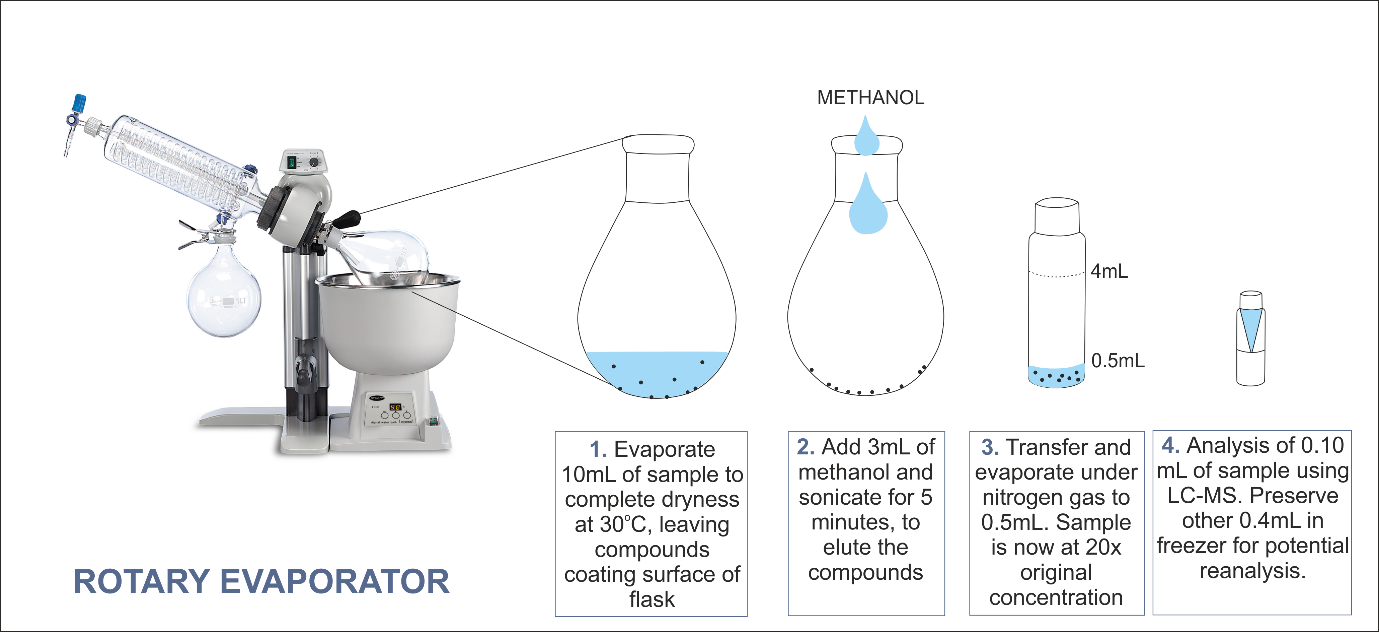 METHANOL
4mL
0.5mL
1. Evaporate
10mL of sample to
complete dryness
at 30°C, leaving
compounds
coating surface of
flask
2. Add 3mL of
methanol and
sonicate for 5
minutes, to
elute the
compounds
3. Transfer and
evaporate under
nitrogen gas to
0.5mL. Sample
is now at 20x
original
concentration
4. Analysis of 0.10
mL of sample using
LC-MS. Preserve
other 0.4mL in
freezer for potential
reanalysis.
ROTARY EVAPORATOR